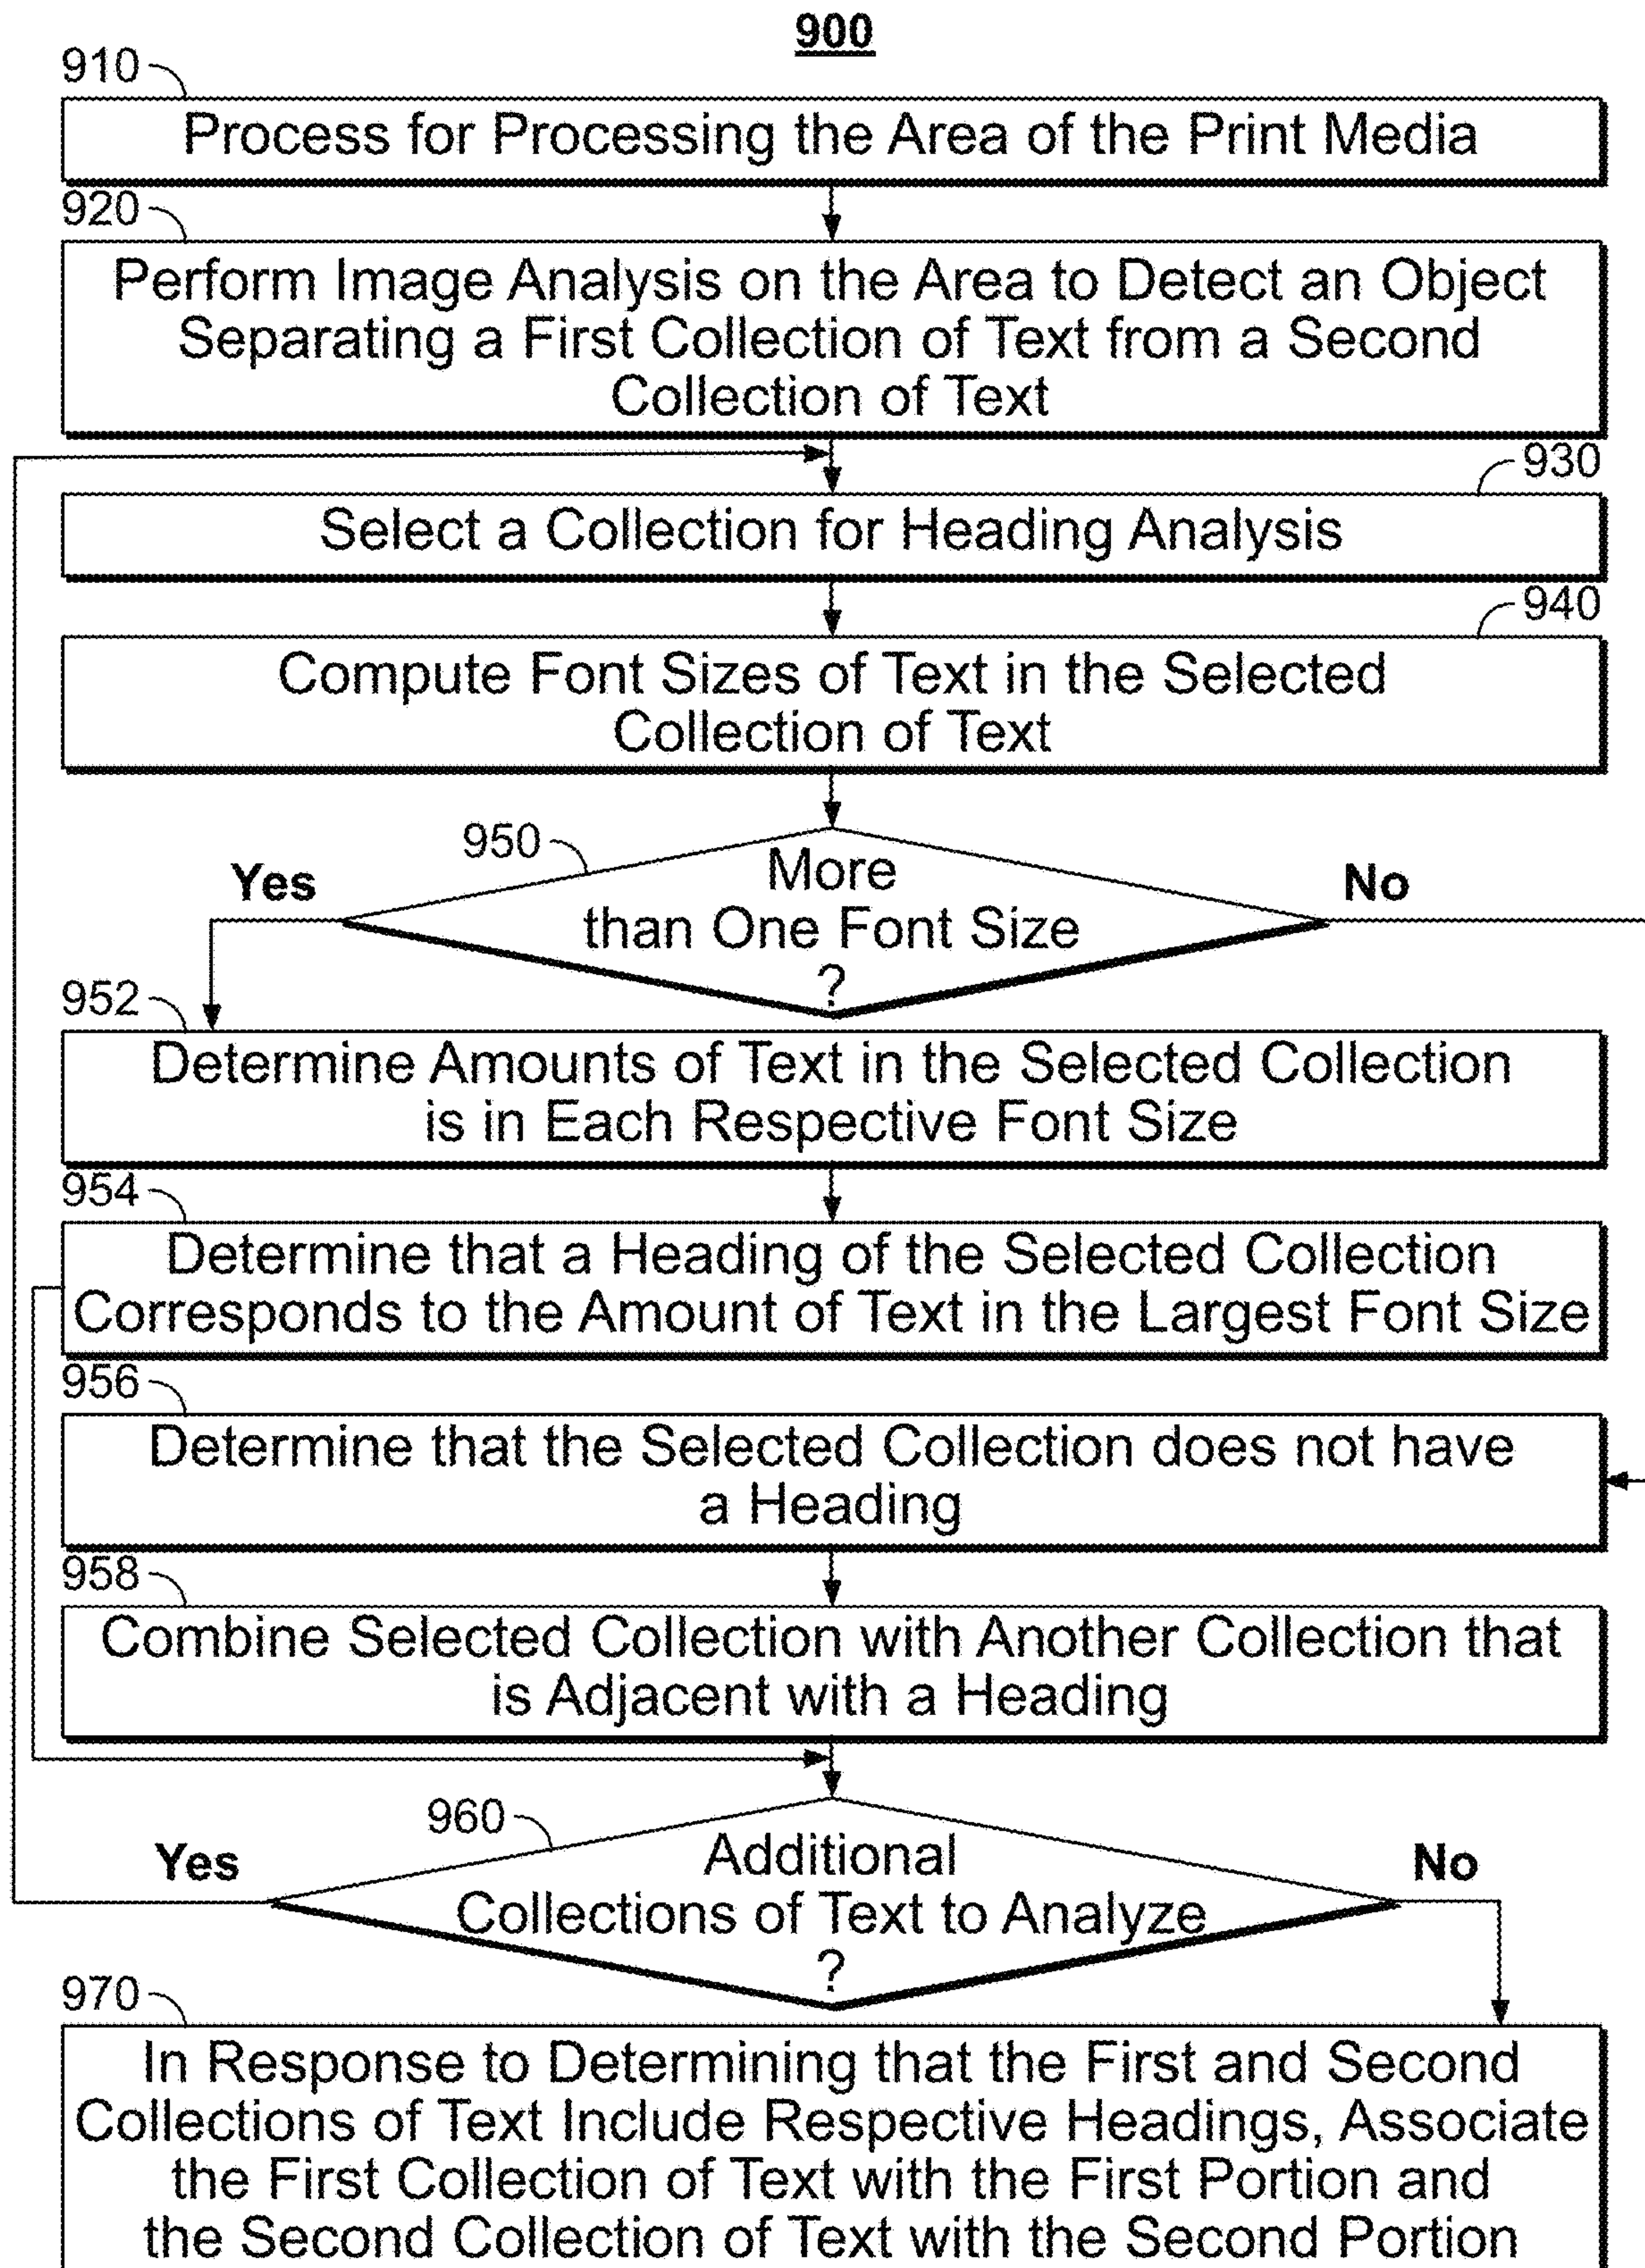 900
910
Process for Processing the Area of the Print Media
920
Perform Image Analysis on the Area to Detect an Object
Separating a First Collection of Text from a Second
Collection of Text
930
Select a Collection for Heading Analysis
940
Compute Font Sizes of Text in the Selected
Collection of Text
950
More
than One Font Size
?
Yes
No
952
Determine Amounts of Text in the Selected Collection
is in Each Respective Font Size
954
Determine that a Heading of the Selected Collection
Corresponds to the Amount of Text in the Largest Font Size
956
Determine that the Selected Collection does not have
a Heading
958
Combine Selected Collection with Another Collection that
is Adjacent with a Heading
960
Additional
Collections of Text to Analyze
?
Yes
No
970
In Response to Determining that the First and Second
Collections of Text Include Respective Headings, Associate
the First Collection of Text with the First Portion and
the Second Collection of Text with the Second Portion